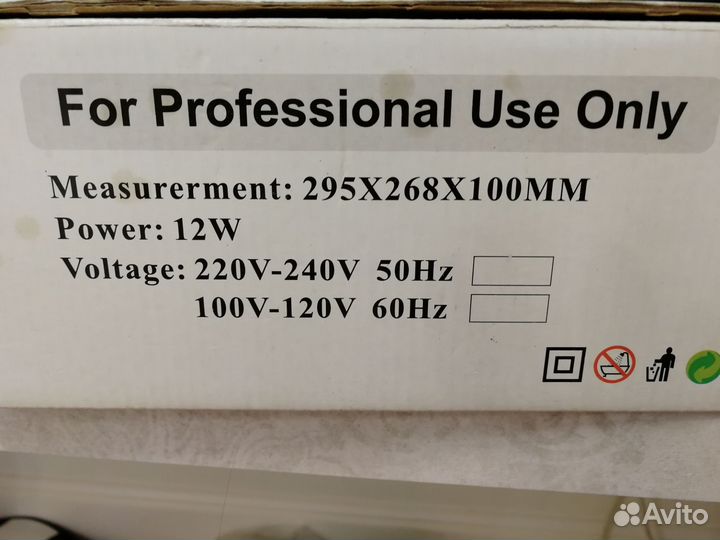 For Professional Use Only
Measurerment: 295X268X100MM
Power: 12W
Voltage: 220V-240V 50Hz
100V-120V 60Hz
Avito